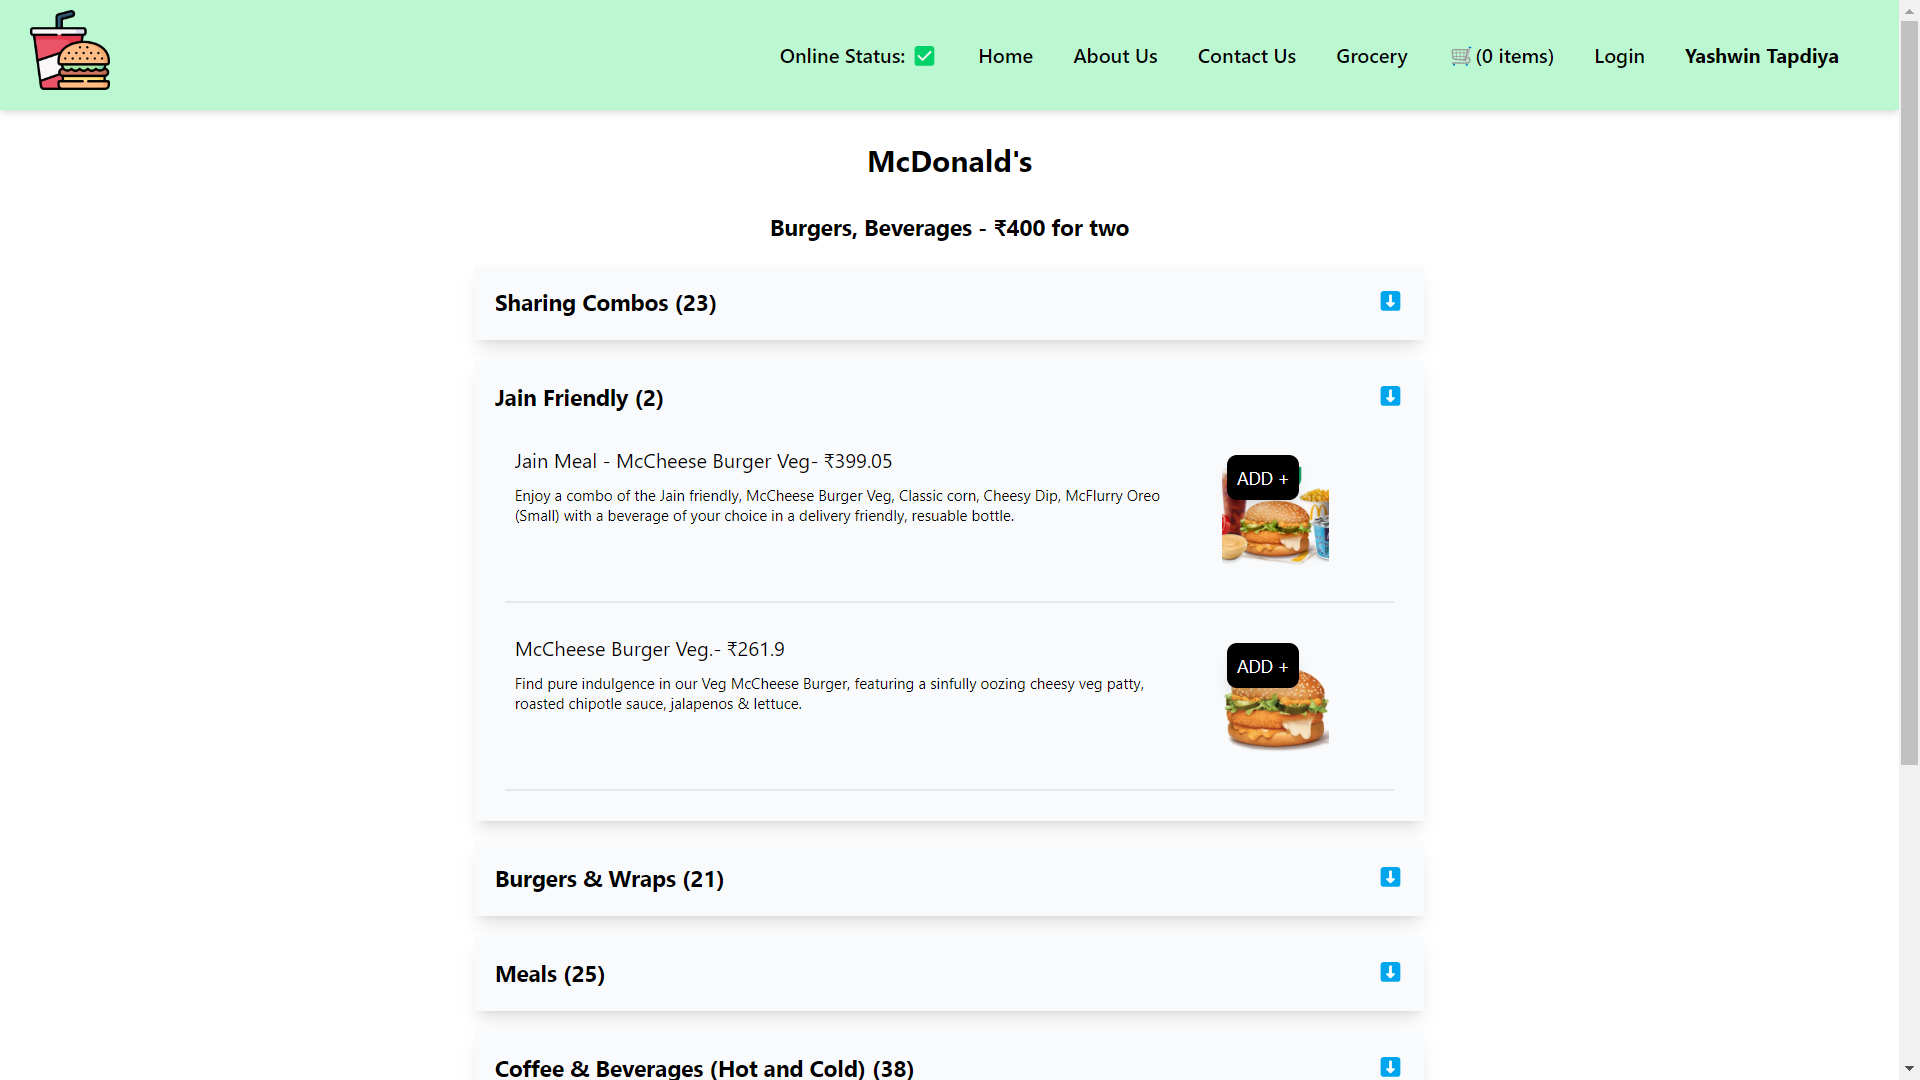 Online Status: ✅
Home
About Us
Contact Us
Grocery
🛒(0 items)
Login
Yashwin Tapdiya
McDonald's
Burgers, Beverages - ₹400 for two
Sharing Combos (23)
Jain Friendly (2)
Jain Meal - McCheese Burger Veg- ₹399.05
Enjoy a combo of the Jain friendly, McCheese Burger Veg, Classic corn, Cheesy Dip, McFlurry Oreo
(Small) with a beverage of your choice in a delivery friendly, resuable bottle.
ADD +
McCheese Burger Veg.- ₹261.9
Find pure indulgence in our Veg McCheese Burger, featuring a sinfully oozing cheesy veg patty,
roasted chipotle sauce, jalapenos & lettuce.
ADD +
Burgers & Wraps (21)
Meals (25)
Coffee & Beverages (Hot and Cold) (38)